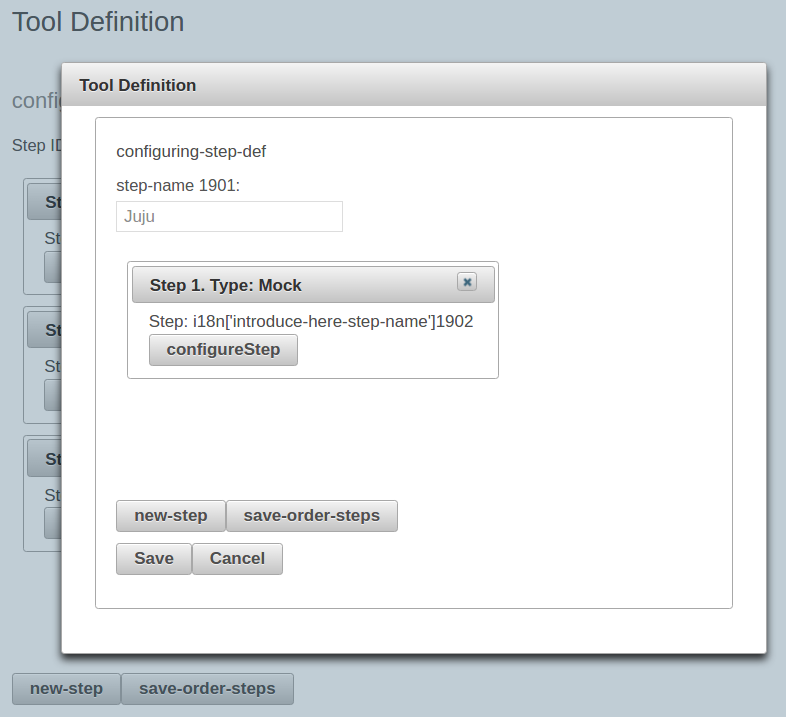 Tool Definition
Tool Definition
config
Step ID
configuring-step-def
step-name 1901:
Juju
St
St
Step 1. Type: Mock
Step: i18n['introduce-here-step-name']1902
configureStep
St
St
St
St
new-step save-order-steps
Save Cancel
new-step save-order-steps